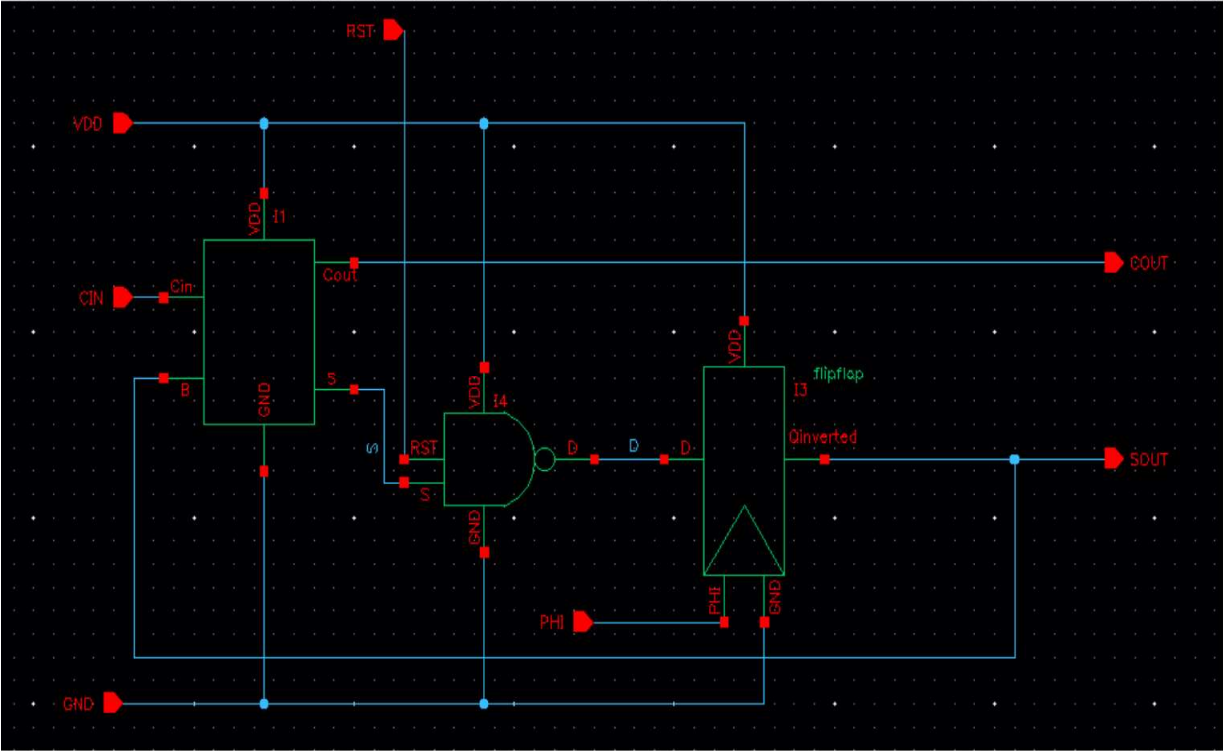 RST
VDD
VDD
I1
Cout
COUT
CIN
Cin
VDD
flipflap
S
VDD
I4
I3
B
GND
S
RST
D
D
D
Qinverted
SOUT
S
GND
PHI
GND
PHI
GND